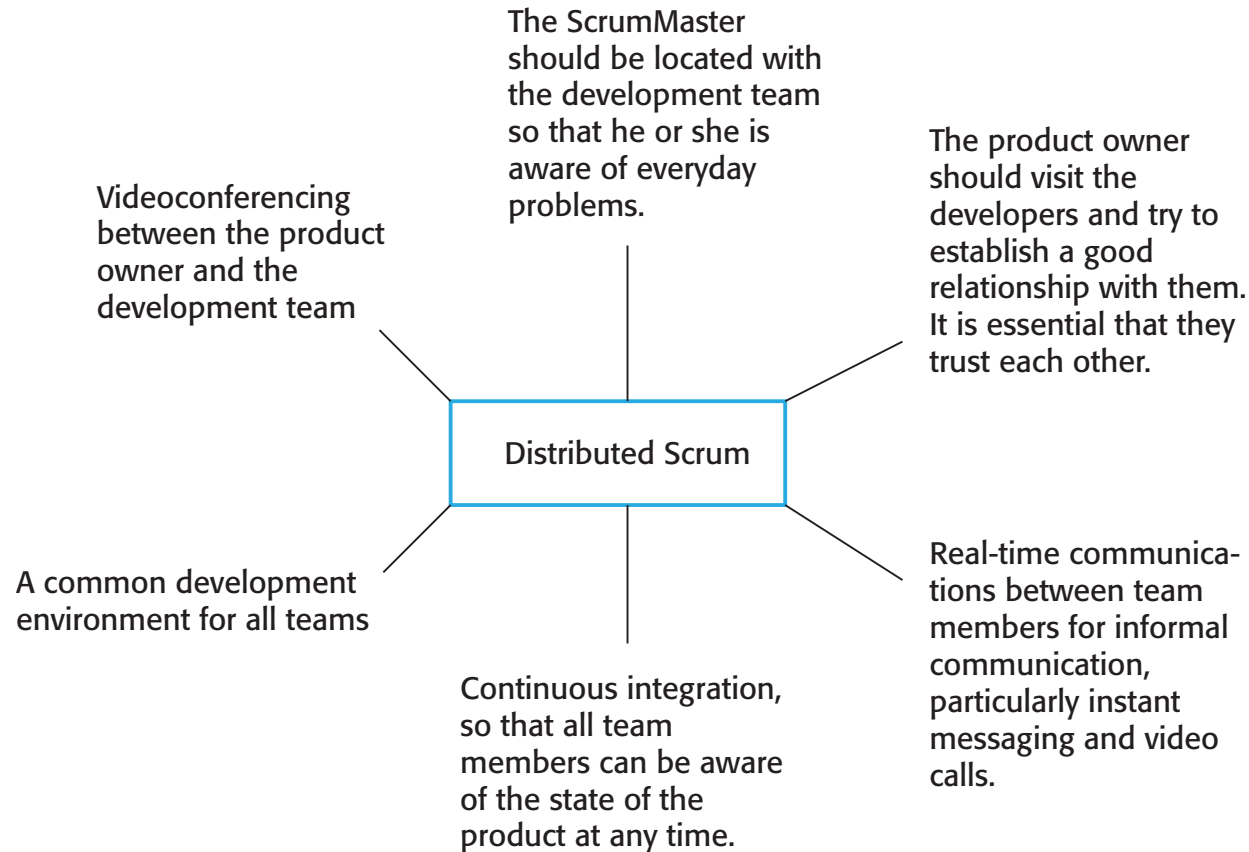 The ScrumMaster
should be located with
the development team
so that he or she is
aware of everyday
problems.
Videoconferencing
between the product
owner and the
development team
The product owner
should visit the
developers and try to
establish a good
relationship with them.
It is essential that they
trust each other.
Distributed Scrum
A common development
environment for all teams
Continuous integration,
so that all team
members can be aware
of the state of the
product at any time.
Real-time communica-
tions between team
members for informal
communication,
particularly instant
messaging and video
calls.